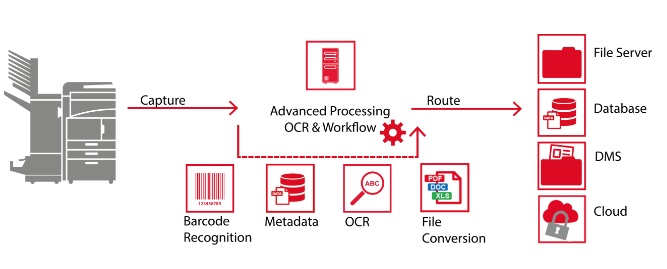 Capture
Advanced Processing
OCR & Workflow
Route
File Server
Database
DMS
Cloud
123456789
Barcode
Recognition
Metadata
ABC
OCR
PDF
DOC
XLS
File
Conversion